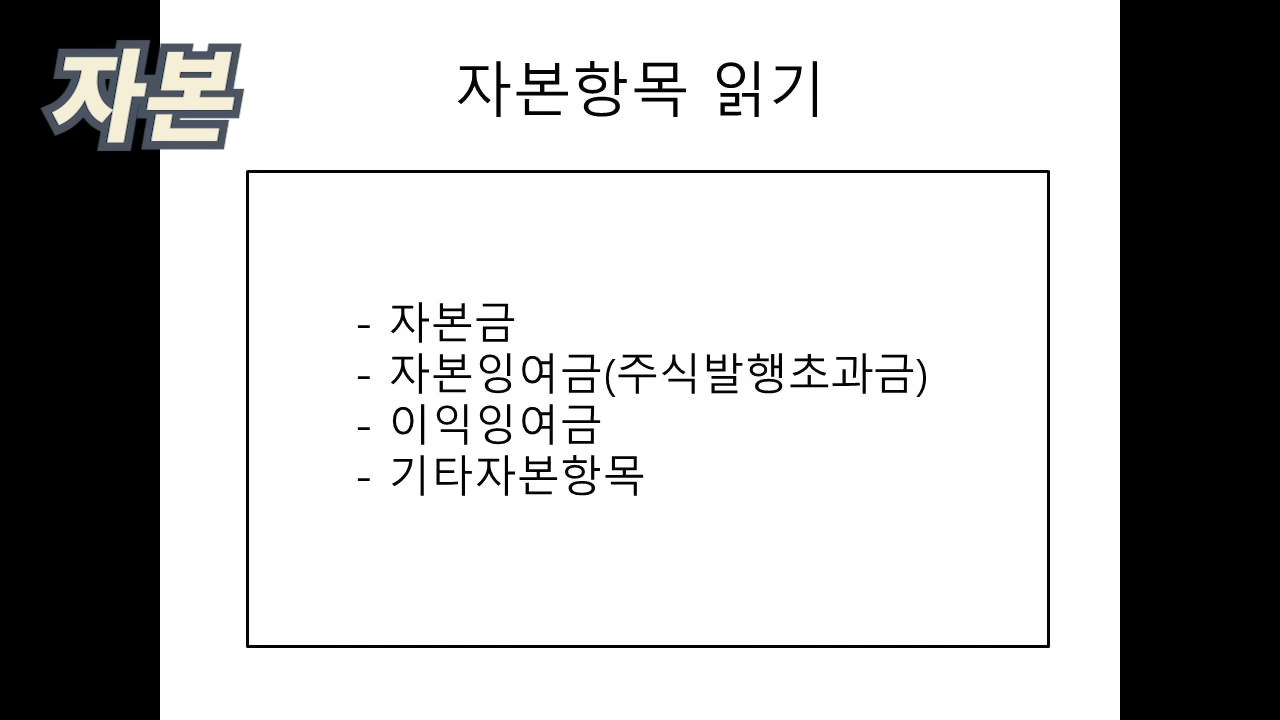 자본
자본항목 읽기
- 자본금
- 자본잉여금(주식발행초과금)
- 이익잉여금
- 기타자본항목